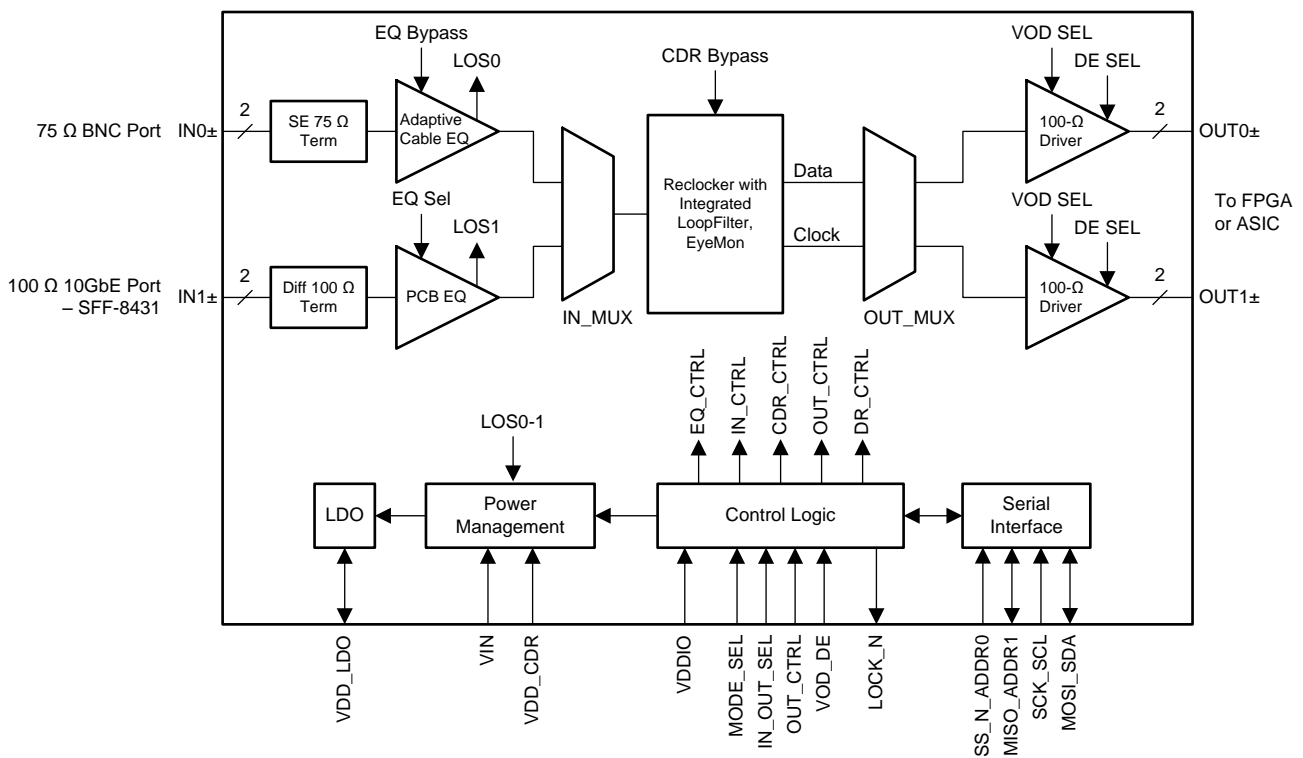 EQ Bypass
LOS0
CDR Bypass
VOD SEL
DE SEL
75 Ω BNC Port
IN0±
2
SE 75 Ω
Term
Adaptive
Cable EQ
100-Ω
Driver
2
OUT0±
EQ Sel
LOS1
Reclocker with
Integrated
LoopFilter,
EyeMon
Data
Clock
VOD SEL
DE SEL
To FPGA
or ASIC
100 Ω 10GbE Port
– SFF-8431
IN1±
2
Diff 100 Ω
Term
PCB EQ
IN_MUX
OUT_MUX
100-Ω
Driver
2
OUT1±
EQ_CTRL
IN_CTRL
CDR_CTRL
OUT_CTRL
DR_CTRL
LOS0-1
LDO
Power
Management
Control Logic
Serial
Interface
VDD_LDO
VIN
VDD_CDR
VDDIO
MODE_SEL
IN_OUT_SEL
OUT_CTRL
VOD_DE
LOCK_N
SS_N_ADDR0
MISO_ADDR1
SCK_SCL
MOSI_SDA